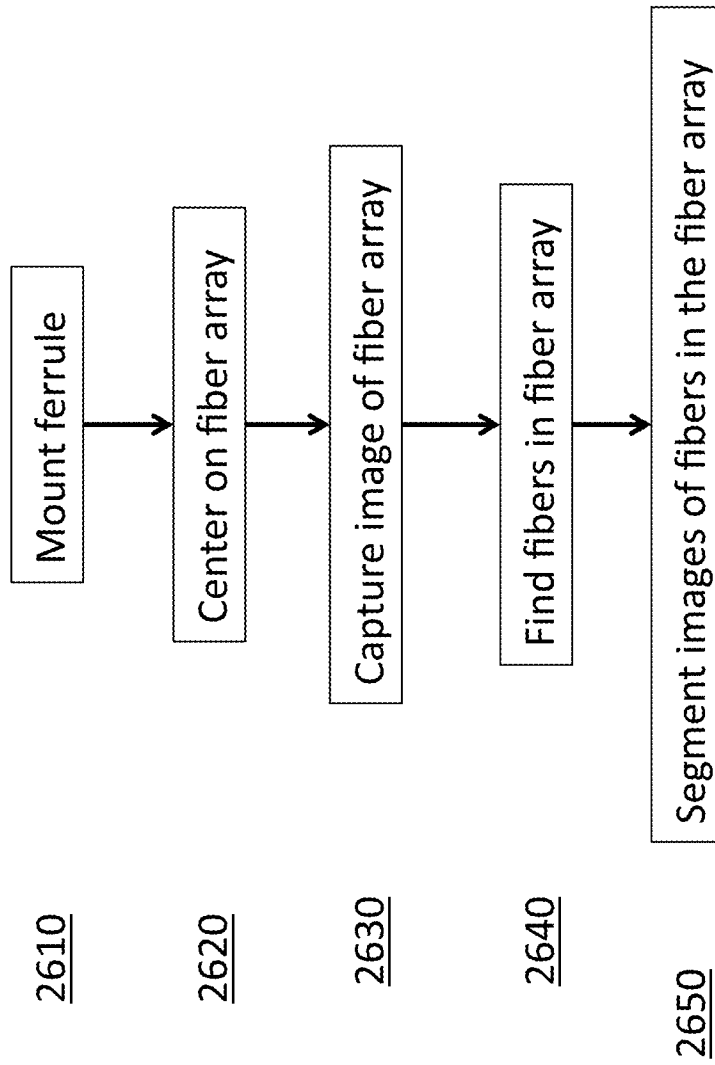 2610
Mount ferrrule
2620
Center on fiber array
2630
Capture image of fiber array
2640
Find fibers in fiber array
2650
Segment images of fibers in the fiber array